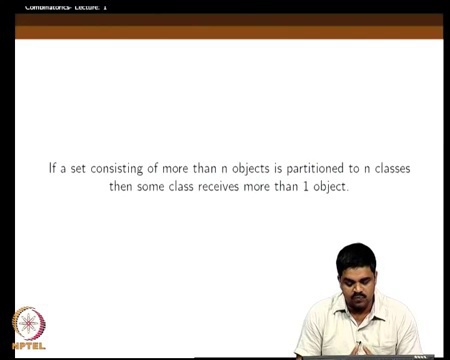 Combinatorics- Lecture: 1
If a set consisting of more than n objects is partitioned to n classes
then some class receives more than 1 object.
NPTEL